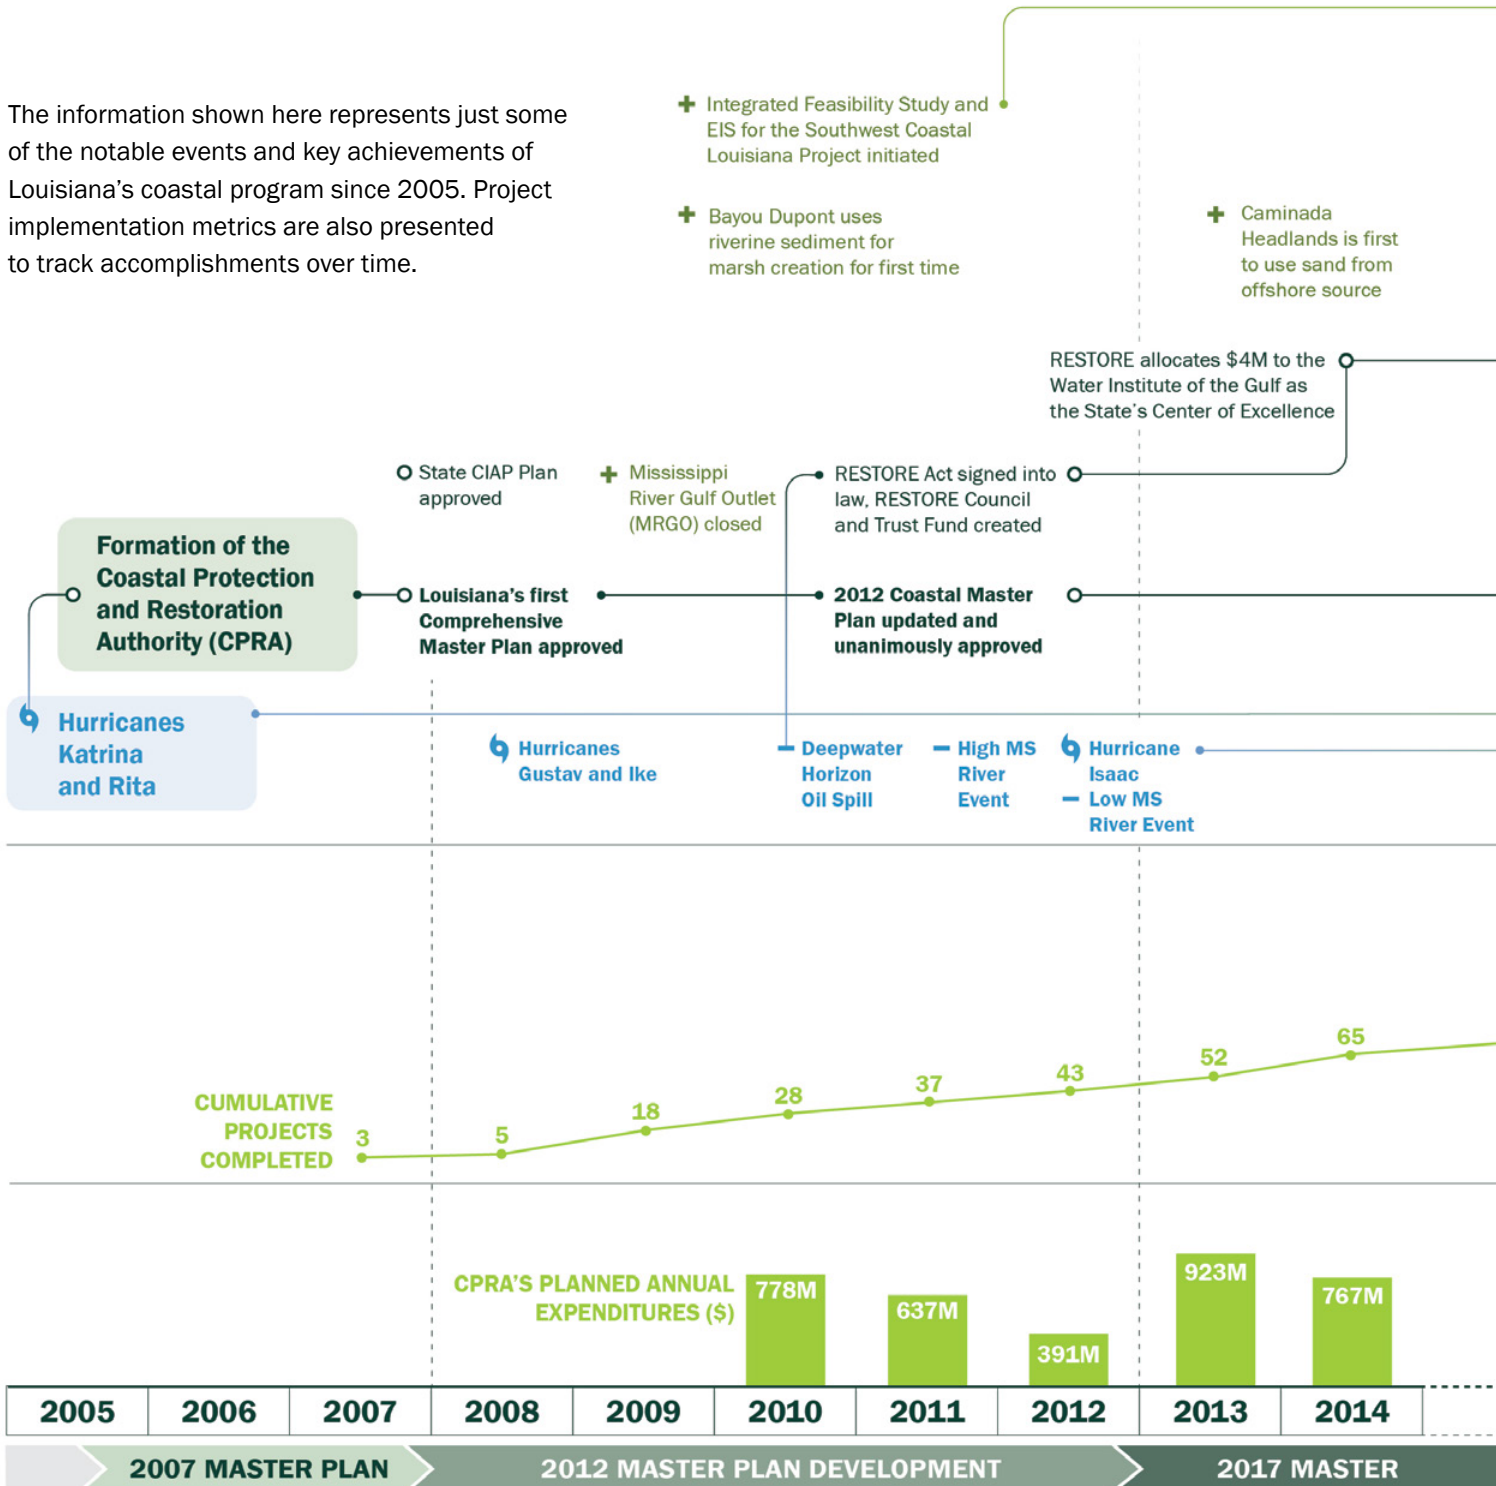 The information shown here represents just some
of the notable events and key achievements of
Louisiana's coastal program since 2005. Project
implementation metrics are also presented
to track accomplishments over time.
Integrated Feasibility Study and
EIS for the Southwest Coastal
Louisiana Project initiated
Bayou Dupont uses
riverine sediment for
marsh creation for first time
Caminada
Headlands is first
to use sand from
offshore source
RESTORE allocates $4M to the
Water Institute of the Gulf as
the State's Center of Excellence
State CIAP Plan
approved
Mississippi
River Gulf Outlet
(MRGO) closed
RESTORE Act signed into
law, RESTORE Council
and Trust Fund created
Formation of the
Coastal Protection
and Restoration
Authority (CPRA)
Louisiana's first
Comprehensive
Master Plan approved
2012 Coastal Master
Plan updated and
unanimously approved
Hurricanes
Katrina
and Rita
Hurricanes
Gustav and Ike
Deepwater
Horizon
Oil Spill
High MS
River
Event
Hurricane
Isaac
Low MS
River Event
CUMULATIVE
PROJECTS
COMPLETED
3
5
18
28
37
43
52
65
CPRA'S PLANNED ANNUAL
EXPENDITURES ($)
778M
637M
391M
923M
767M
2005 2006 2007 2008 2009 2010 2011 2012 2013 2014
2007 MASTER PLAN
2012 MASTER PLAN DEVELOPMENT
2017 MASTER